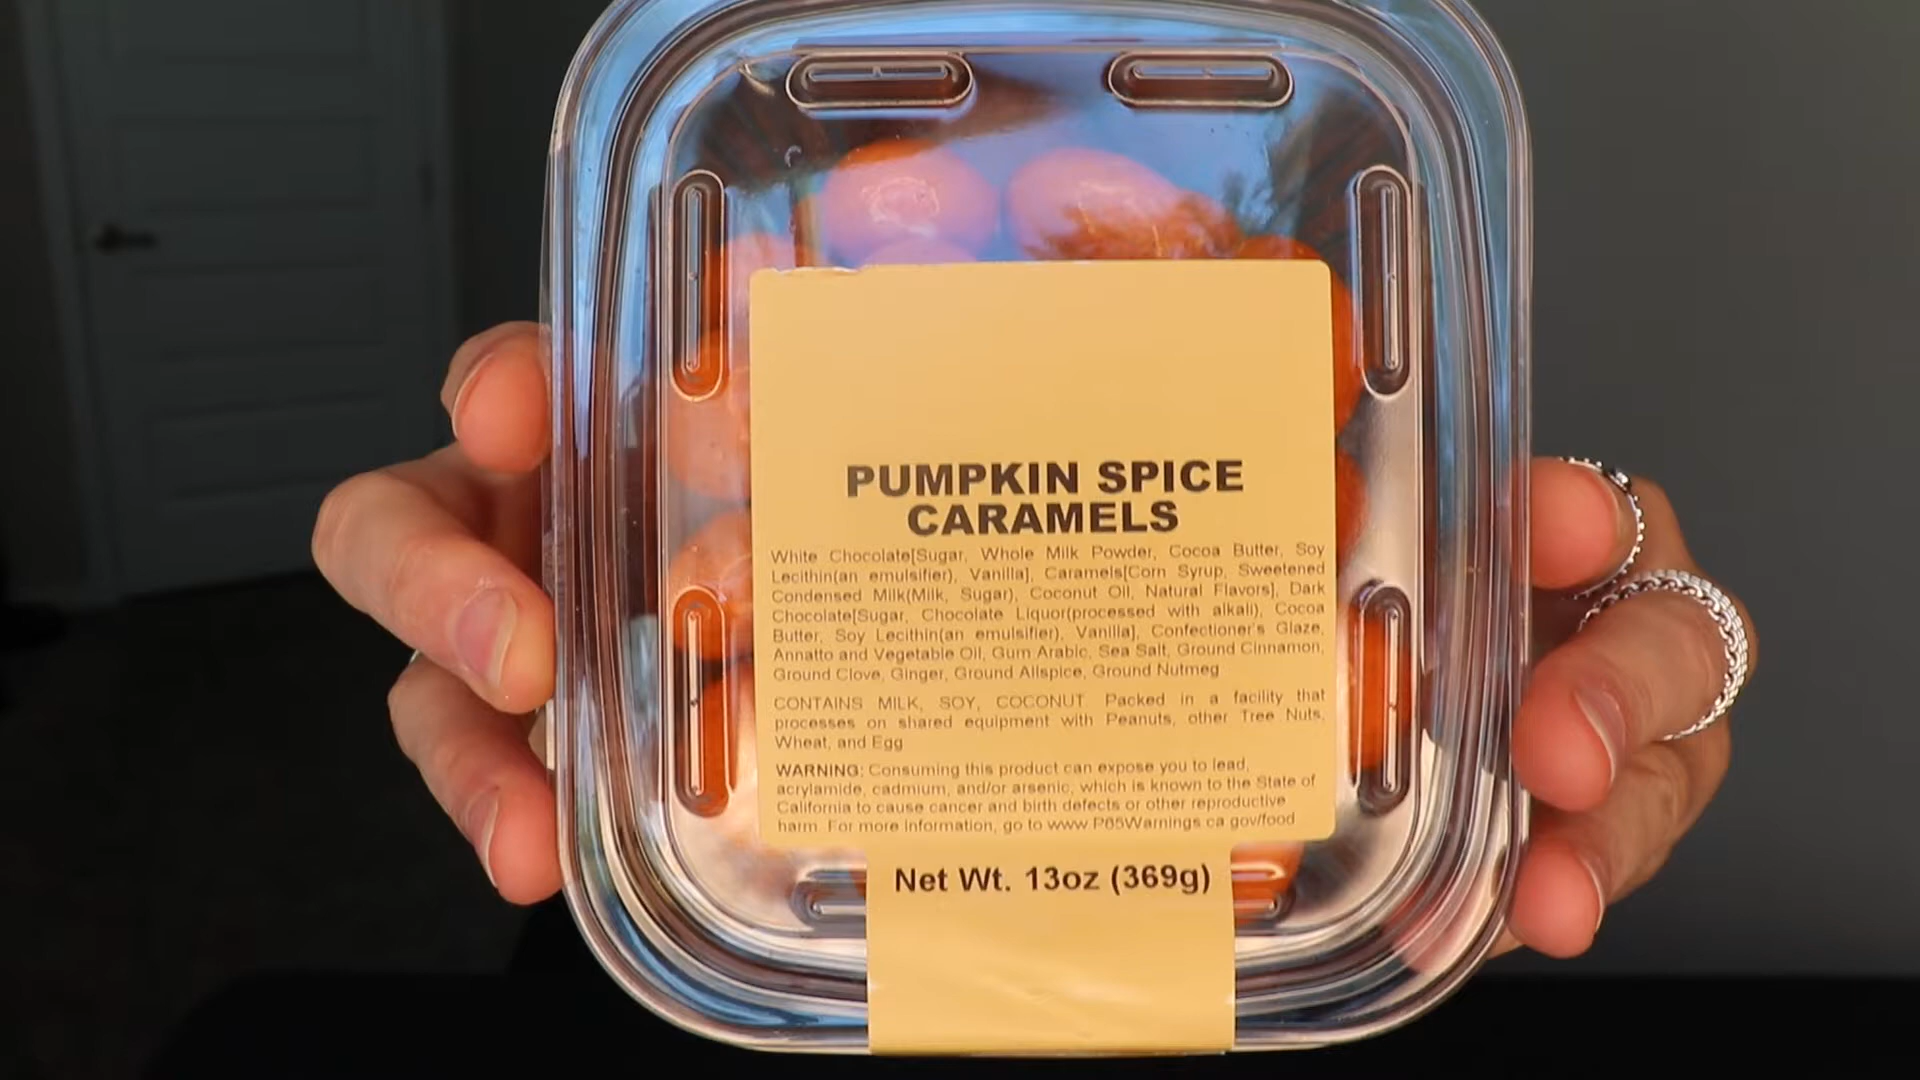 PUMPKIN SPICE
CARAMELS
White Chocolate[Sugar, Whole Milk Powder, Cocoa Butter, Soy
Lecithin(an emulsifier), Vanilla], Caramels[Corn Syrup, Sweetened
Condensed Milk(Milk, Sugar), Coconut Oil, Natural Flavors], Dark
Chocolate[Sugar, Chocolate Liquor(processed with alkali), Cocoa
Butter, Soy Lecithin(an emulsifier), Vanilla], Confectioner's Glaze,
Annatto and Vegetable Oil, Gum Arabic, Sea Salt, Ground Cinnamon,
Ground Clove, Ginger, Ground Allspice, Ground Nutmeg
CONTAINS MILK, SOY, COCONUT Packed in a facility that
processes on shared equipment with Peanuts, other Tree Nuts,
Wheat, and Egg
WARNING: Consuming this product can expose you to lead,
acrylamide, cadmium, and/or arsenic, which is known to the State of
California to cause cancer and birth defects or other reproductive
harm. For more information, go to www.P65Warnings.ca.gov/food
Net Wt. 13oz (369g)